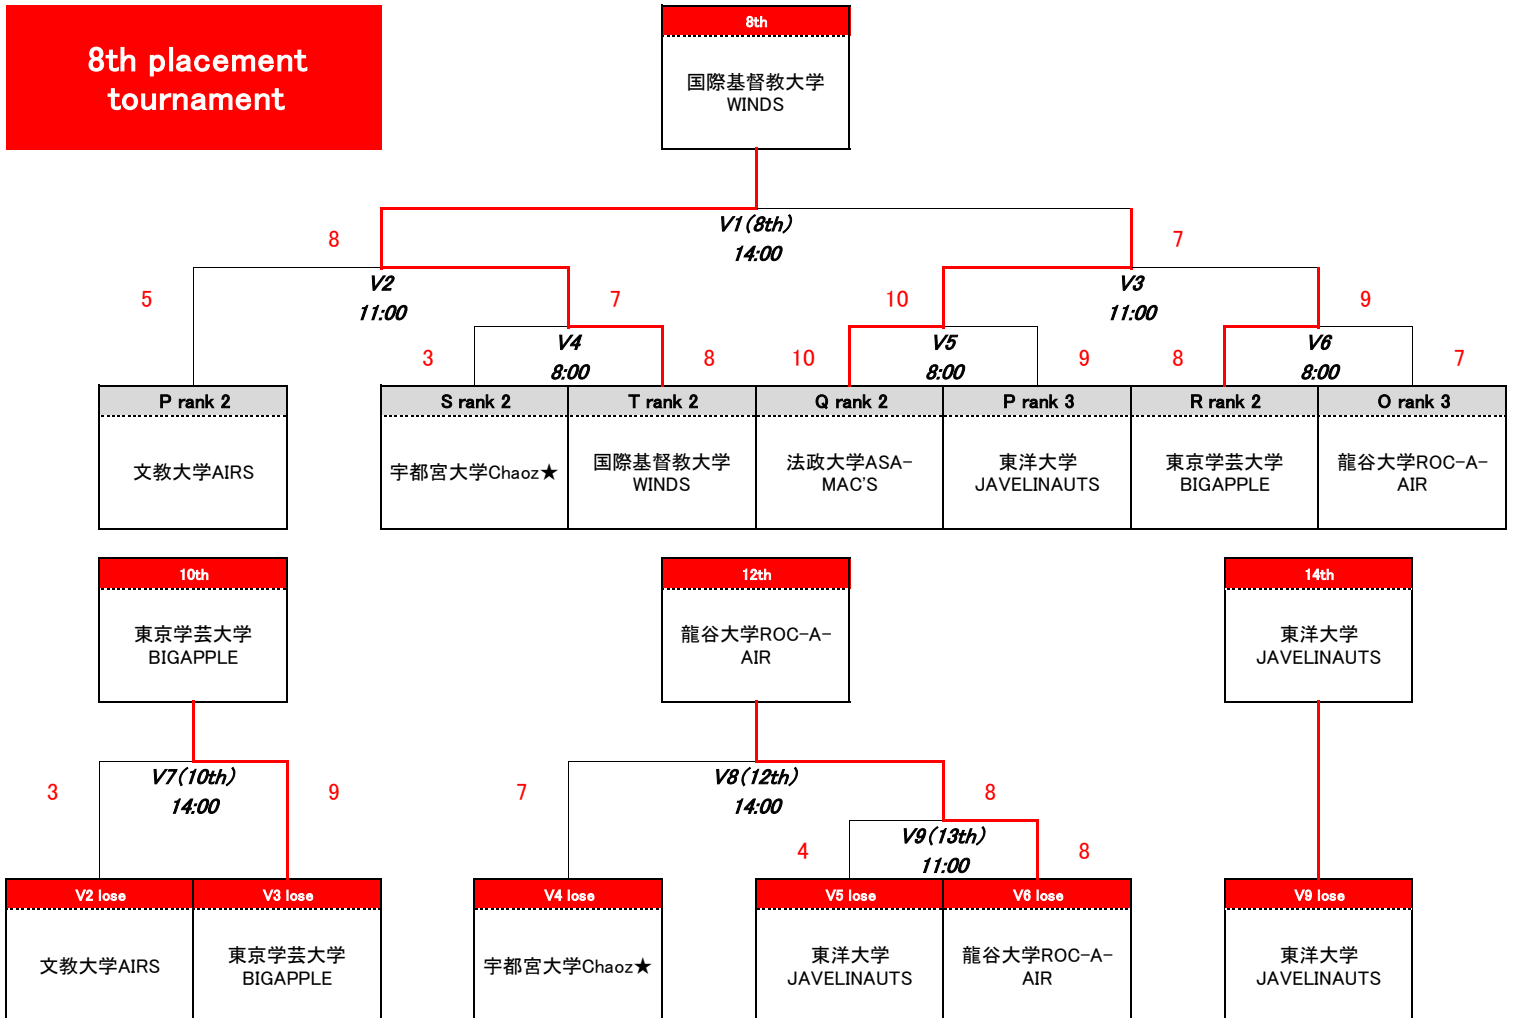 8th placement
tournament
8th
国際基督教大学
WINDS
V1(8th)
14:00
8
7
V2
11:00
V3
11:00
5
7
10
9
V4
8:00
V5
8:00
V6
8:00
3
8
10
9
8
7
P rank 2
S rank 2
T rank 2
Q rank 2
P rank 3
R rank 2
O rank 3
文教大学AIRS
宇都宮大学Chaoz★
国際基督教大学
WINDS
法政大学ASA-
MAC'S
東洋大学
JAVELINAUTS
東京学芸大学
BIGAPPLE
龍谷大学ROC-A-
AIR
10th
東京学芸大学
BIGAPPLE
12th
龍谷大学ROC-A-
AIR
14th
東洋大学
JAVELINAUTS
V7(10th)
14:00
3
9
V8(12th)
14:00
7
8
V9(13th)
11:00
4
8
V2 lose
V3 lose
V4 lose
V5 lose
V6 lose
V9 lose
文教大学AIRS
東京学芸大学
BIGAPPLE
宇都宮大学Chaoz★
東洋大学
JAVELINAUTS
龍谷大学ROC-A-
AIR
東洋大学
JAVELINAUTS